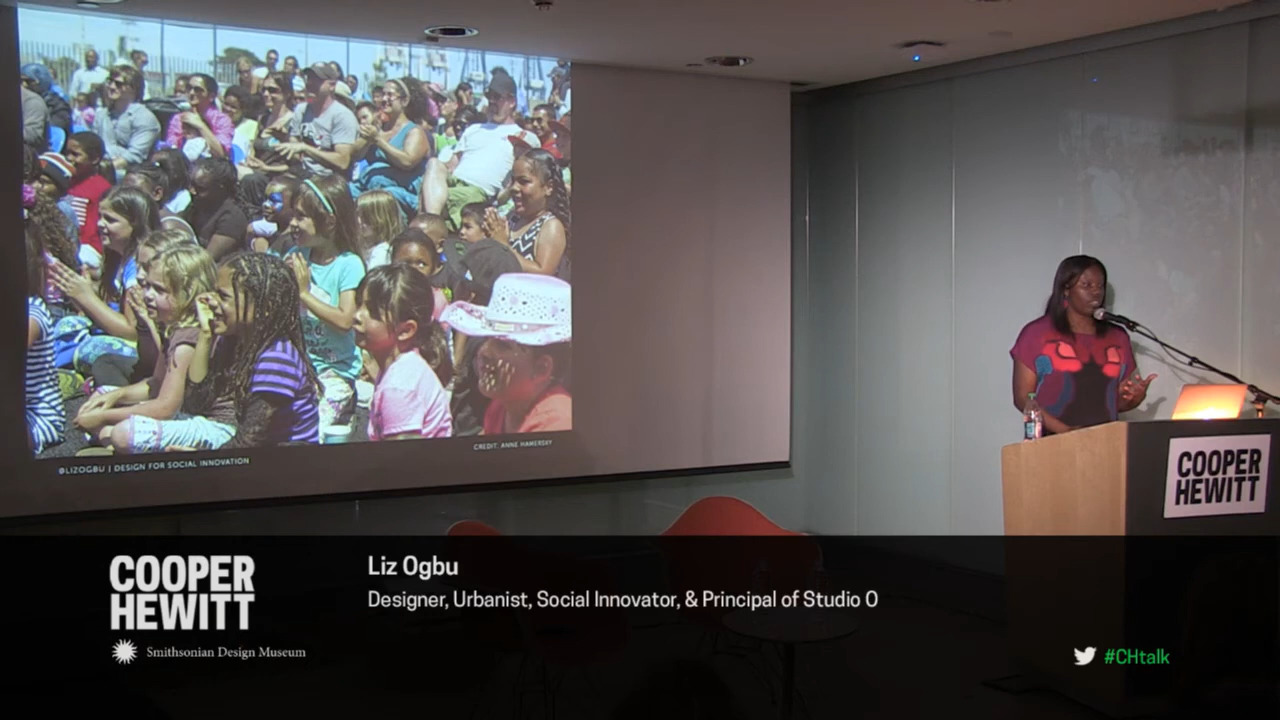 CREDIT: ANNE HAMERSKY
@LIZOGBU | DESIGN FOR SOCIAL INNOVATION
COOPER
HEWITT
COOPER
HEWITT
Smithsonian Design Museum
Liz Ogbu
Designer, Urbanist, Social Innovator, & Principal of Studio O
#CHtalk